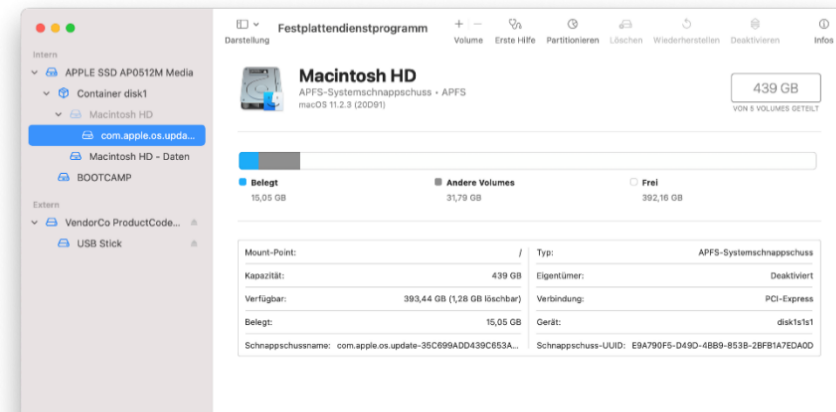 Festplattendienstprogramm
Darstellung
Volume
Erste Hilfe
Partitionieren
Löschen
Wiederherstellen
Deaktivieren
Infos
Intern
APPLE SSD AP0512M Media
Container disk1
Macintosh HD
com.apple.os.upda...
Macintosh HD - Daten
BOOTCAMP
Extern
VendorCo ProductCode...
USB Stick
Macintosh HD
APFS-Systemschnappschuss • APFS
macOS 11.2.3 (20D91)
439 GB
VON 5 VOLUMES GETEILT
Belegt
15,05 GB
Andere Volumes
31,79 GB
Frei
392,16 GB
Mount-Point: /
Typ: APFS-Systemschnappschuss
Kapazität: 439 GB
Eigentümer: Deaktiviert
Verfügbar: 393,44 GB (1,28 GB löschbar)
Verbindung: PCI-Express
Belegt: 15,05 GB
Gerät: disk1s1s1
Schnappschussname: com.apple.os.update-35C699ADD439C653A...
Schnappschuss-UUID: E9A790F5-D49D-4BB9-853B-2BFB1A7EDA0D